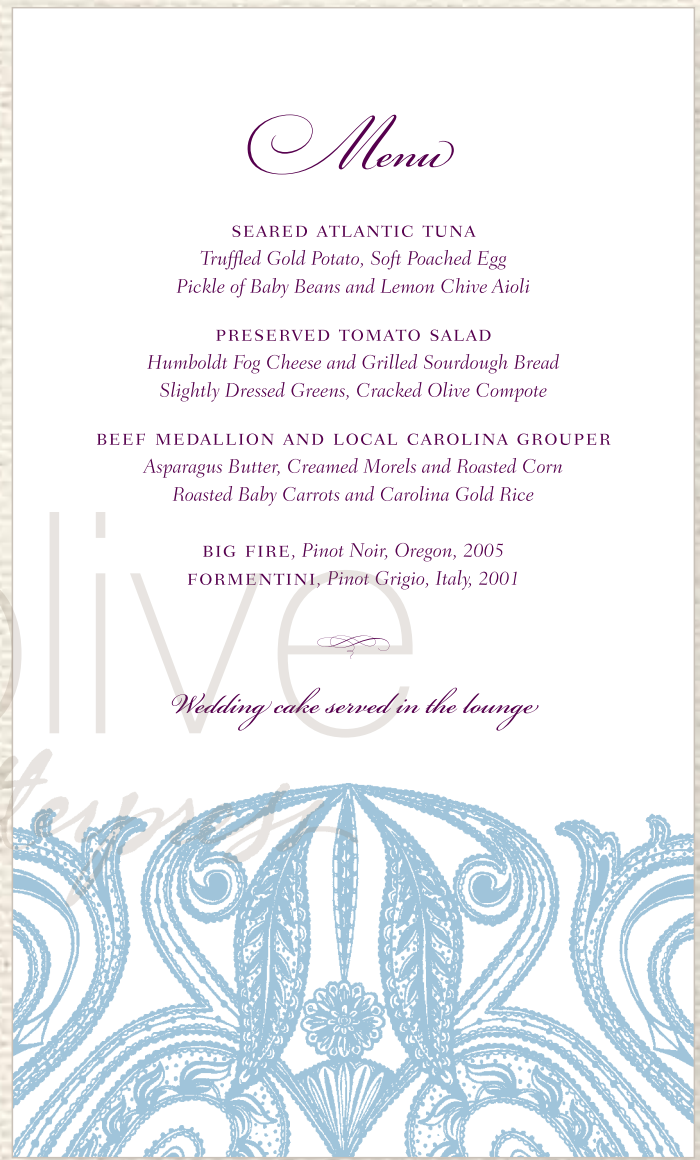 Menu
SEARED ATLANTIC TUNA
Truffled Gold Potato, Soft Poached Egg
Pickle of Baby Beans and Lemon Chive Aioli
PRESERVED TOMATO SALAD
Humboldt Fog Cheese and Grilled Sourdough Bread
Slightly Dressed Greens, Cracked Olive Compote
BEEF MEDALLION AND LOCAL CAROLINA GROUPER
Asparagus Butter, Creamed Morels and Roasted Corn
Roasted Baby Carrots and Carolina Gold Rice
BIG FIRE, Pinot Noir, Oregon, 2005
FORMENTINI, Pinot Grigio, Italy, 2001
olive
Wedding cake served in the lounge